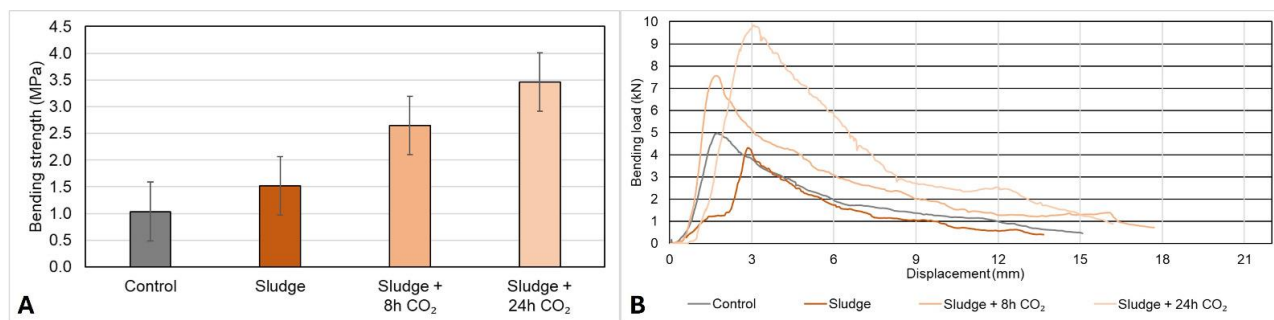 Bending strength (MPa)
4.5
4.0
3.5
3.0
2.5
2.0
1.5
1.0
0.5
0.0
Control
Sludge
Sludge +
8h CO₂
Sludge +
24h CO₂
A
Bending load (kN)
10
9
8
7
6
5
4
3
2
1
0
0 3 6 9 12 15 18 21
Displacement (mm)
Control Sludge Sludge + 8h CO₂ Sludge + 24h CO₂
B